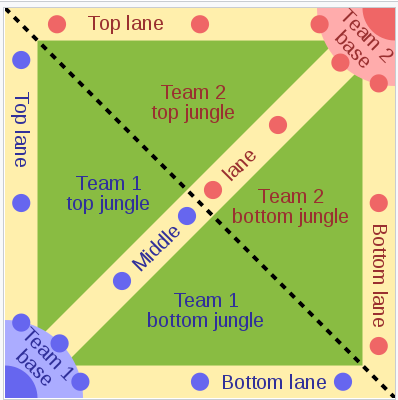 Top lane
Team 2
base
Team 2
top jungle
Top lane
lane
Team 1
top jungle
Team 2
bottom jungle
Middle
Bottom lane
Team 1
bottom jungle
Team 1
base
Bottom lane